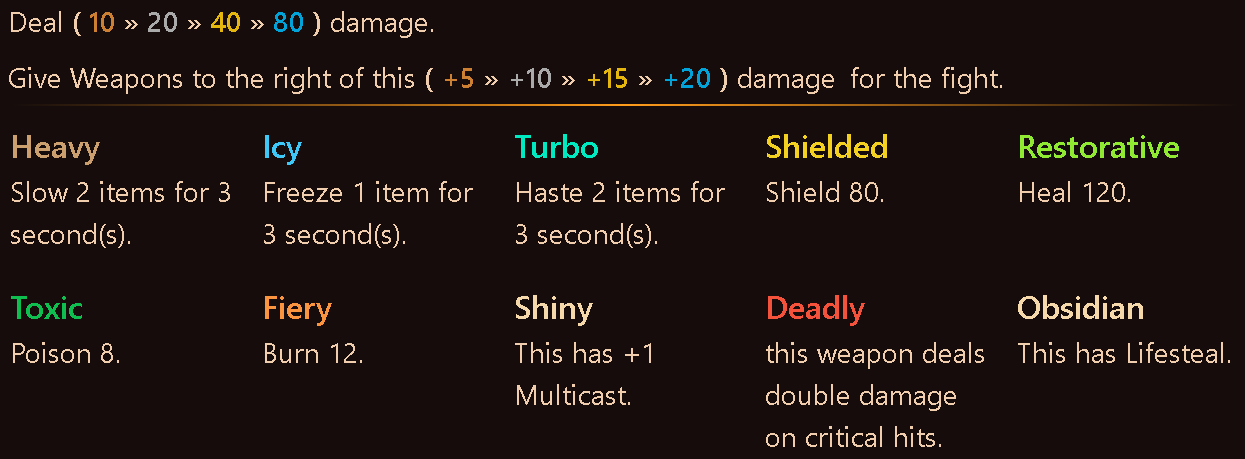 Deal ( 10 » 20 » 40 » 80 ) damage.
Give Weapons to the right of this ( +5 » +10 » +15 » +20 ) damage for the fight.
Heavy
Slow 2 items for 3
second(s).
Icy
Freeze 1 item for
3 second(s).
Turbo
Haste 2 items for
3 second(s).
Shielded
Shield 80.
Restorative
Heal 120.
Toxic
Poison 8.
Fiery
Burn 12.
Shiny
This has +1
Multicast.
Deadly
this weapon deals
double damage
on critical hits.
Obsidian
This has Lifesteal.